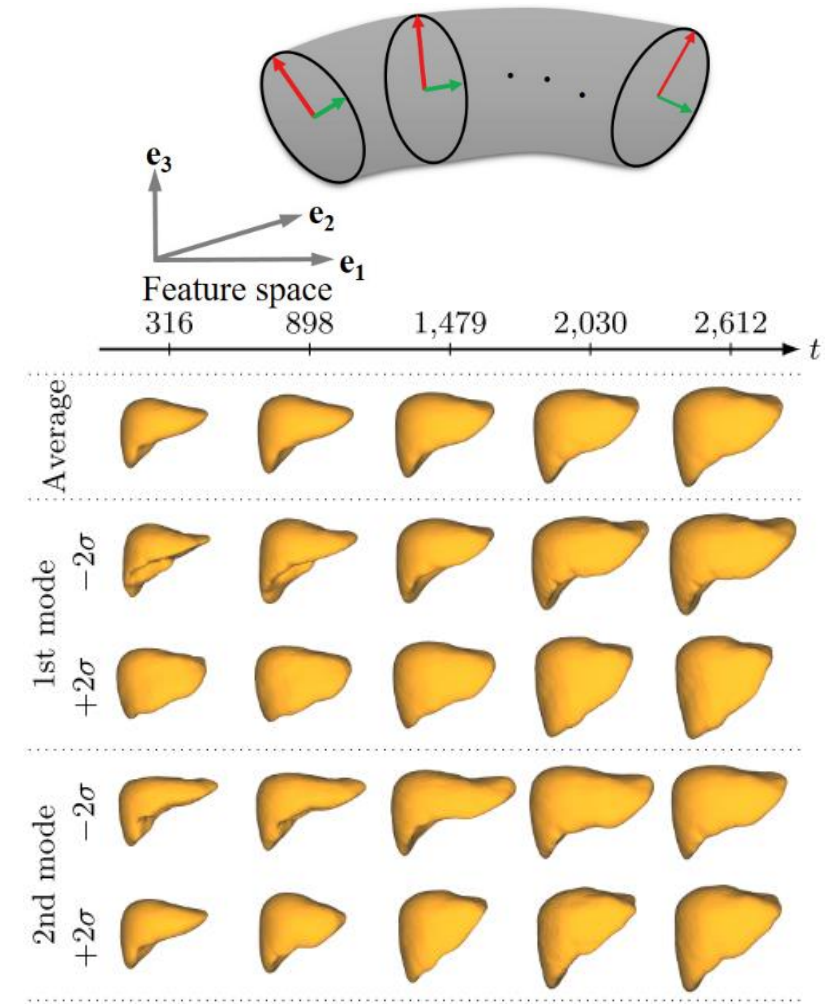 e₃
e₂
e₁
Feature space
316 898 1,479 2,030 2,612
t
Average
1st mode
−2σ
+2σ
2nd mode
−2σ
+2σ